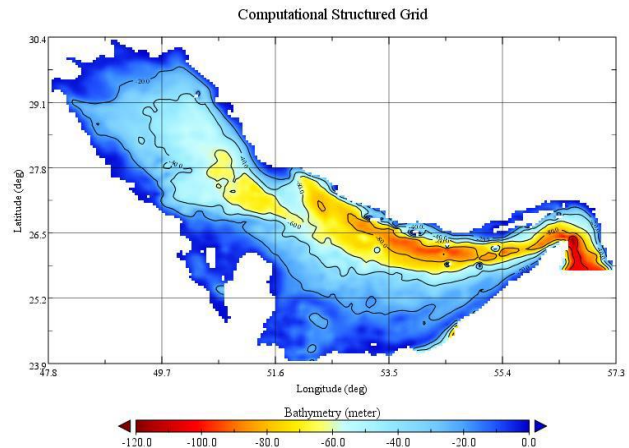 Computational Structured Grid
30.4
29.1
27.8
26.5
25.2
23.9
Latitude (deg)
47.8 49.7 51.6 53.5 55.4 57.3
Longitude (deg)
Bathymetry (meter)
-120.0 -100.0 -80.0 -60.0 -40.0 -20.0 0.0